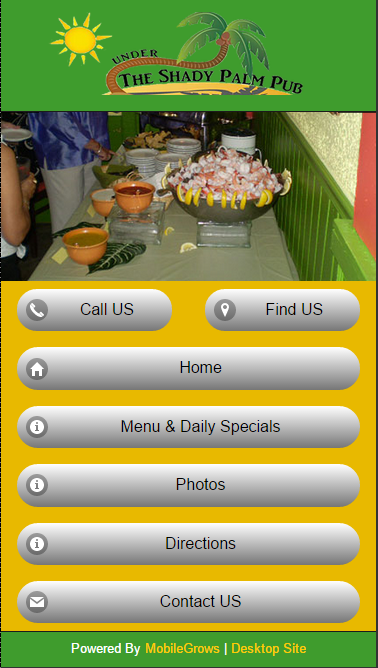 UNDER
THE SHADY PALM PUB
Call US
Find US
Home
Menu & Daily Specials
Photos
Directions
Contact US
Powered By MobileGrows | Desktop Site